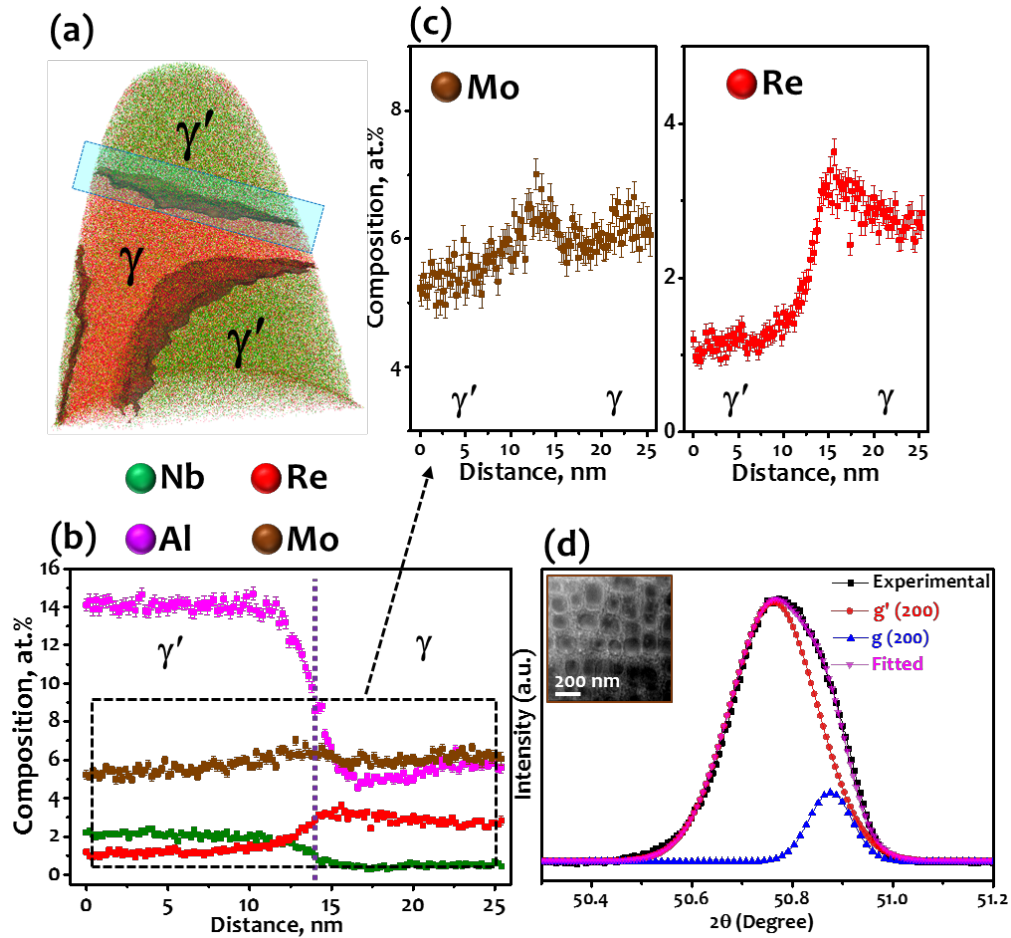 (a)
γ'
γ
γ'
(c)
Mo
Re
Composition, at.%
8
6
4
4
2
0
γ'
γ
γ'
γ
0 5 10 15 20 25
Distance, nm
0 5 10 15 20 25
Distance, nm
Nb
Re
Al
Mo
(b)
Composition, at.%
16
14
12
10
8
6
4
2
0
γ'
γ
0 5 10 15 20 25
Distance, nm
(d)
Intensity (a.u.)
200 nm
Experimental
g' (200)
g (200)
Fitted
50.4 50.6 50.8 51.0 51.2
2θ (Degree)